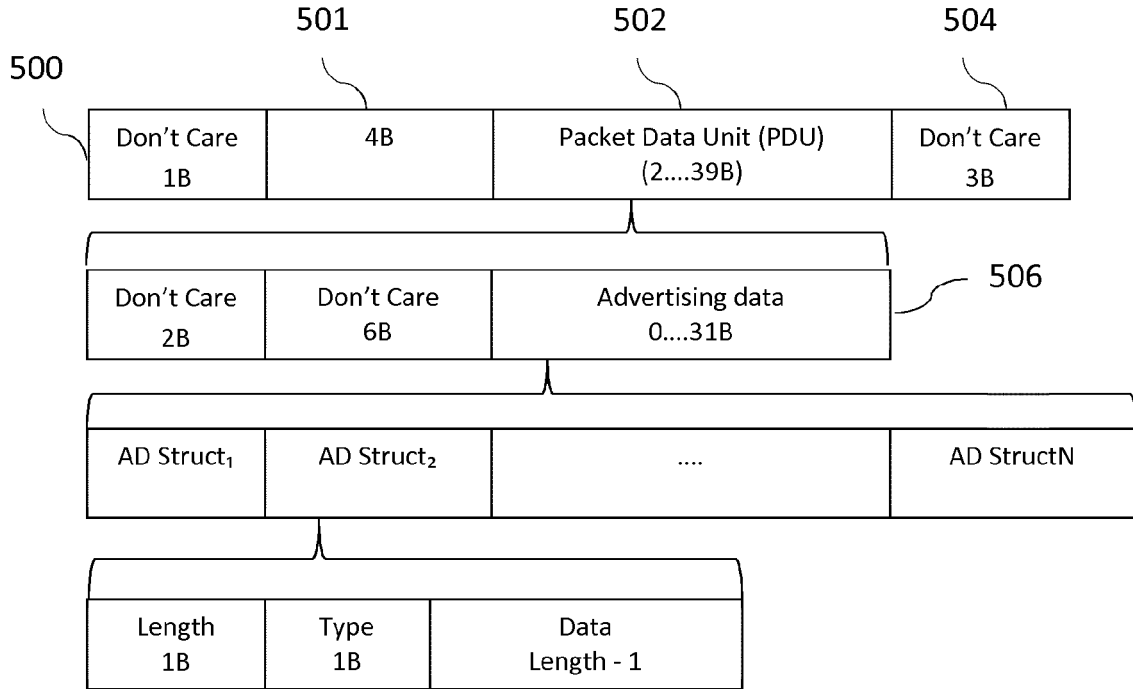 501
502
504
500
Don't Care
1B
4B
Packet Data Unit (PDU)
(2....39B)
Don't Care
3B
506
Don't Care
2B
Don't Care
6B
Advertising data
0....31B
AD Struct₁
AD Struct₂
....
AD StructN
Length
1B
Type
1B
Data
Length - 1